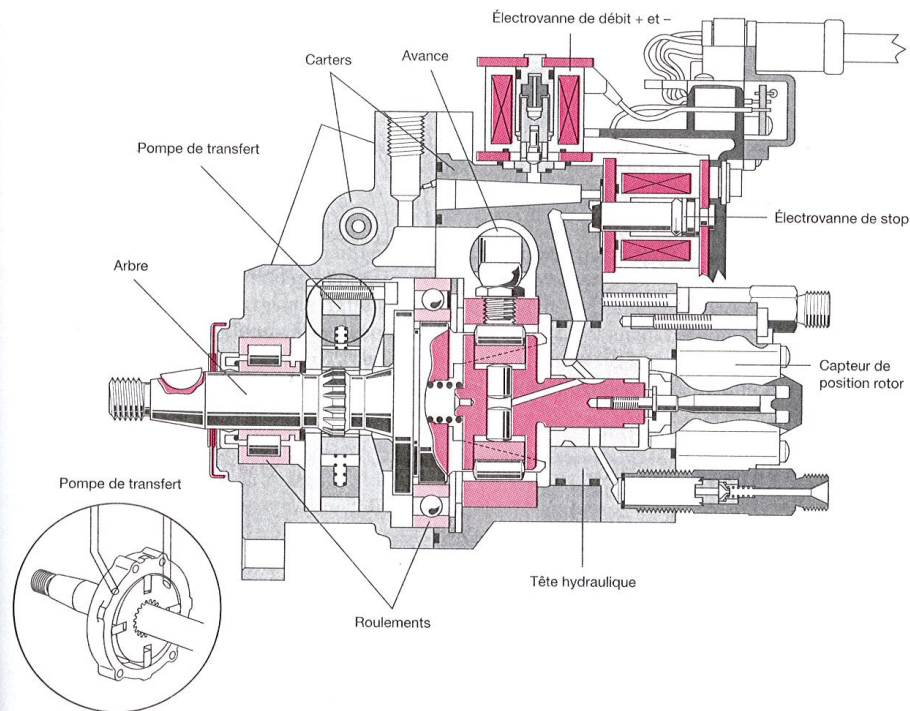 Électrovanne de débit + et –
Carters
Avance
Pompe de transfert
Électrovanne de stop
Arbre
Capteur de
position rotor
Pompe de transfert
Tête hydraulique
Roulements